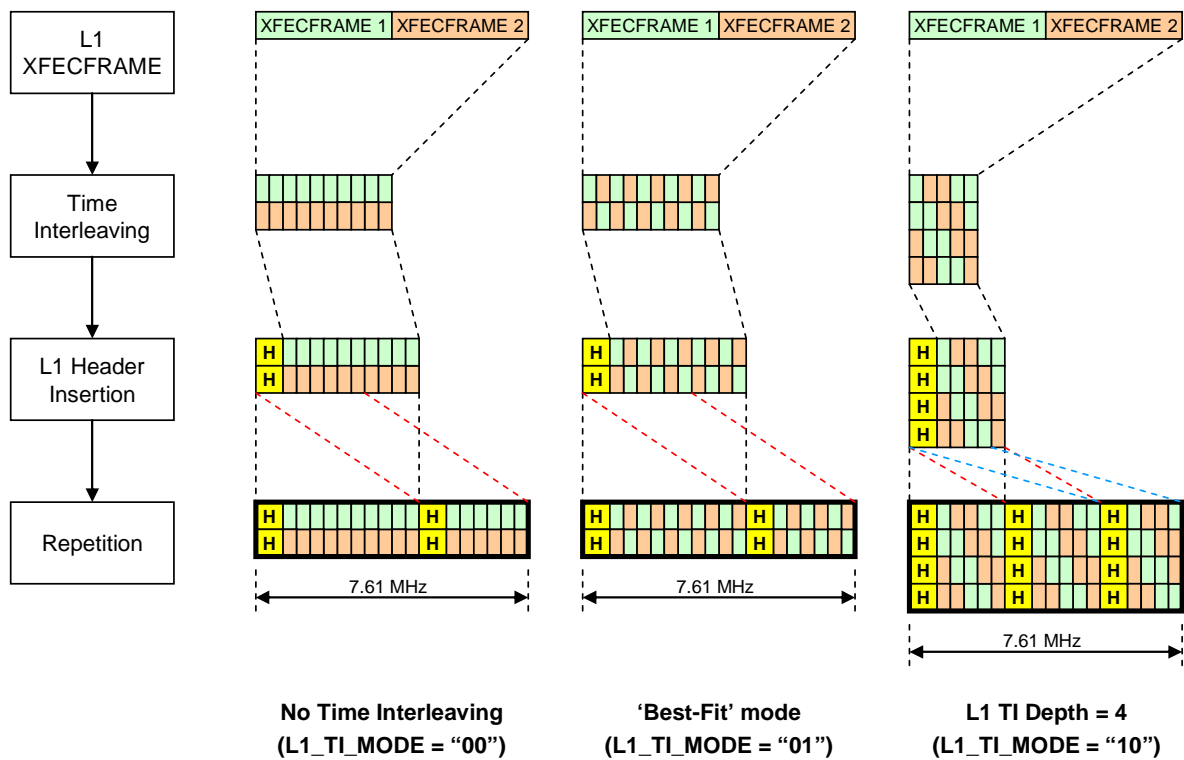 L1
XFECFRAME
Time
Interleaving
L1 Header
Insertion
Repetition
XFECFRAME 1 XFECFRAME 2
H
H
H H
H H
7.61 MHz
No Time Interleaving
(L1_TI_MODE = “00”)
XFECFRAME 1 XFECFRAME 2
H
H
H H
H H
7.61 MHz
‘Best-Fit’ mode
(L1_TI_MODE = “01”)
XFECFRAME 1 XFECFRAME 2
H
H
H
H
H H H
H H H
H H H
H H H
7.61 MHz
L1 TI Depth = 4
(L1_TI_MODE = “10”)